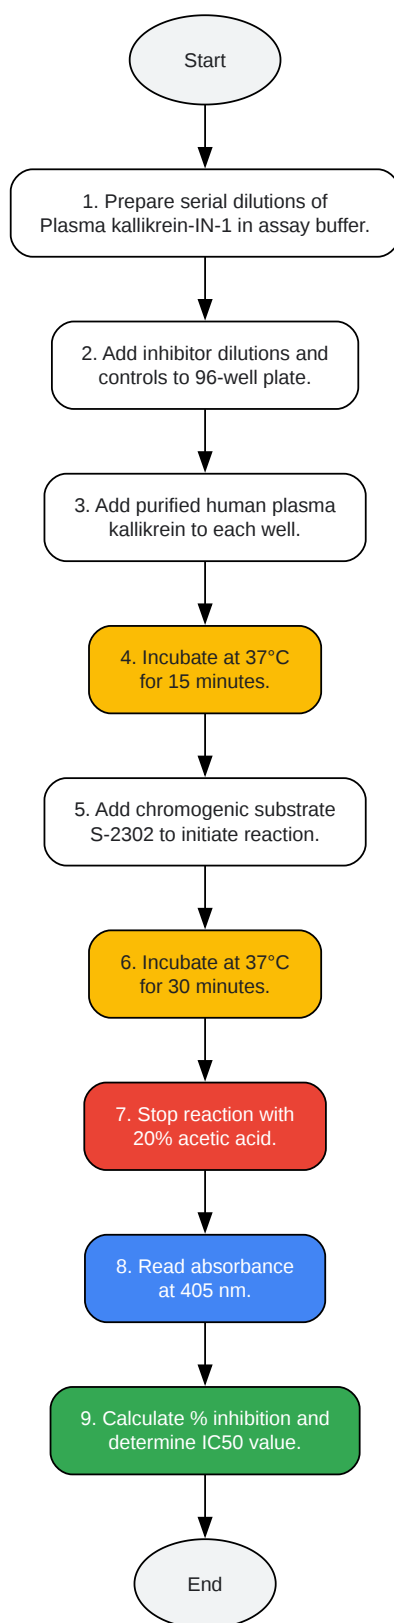 Start
1. Prepare serial dilutions of
Plasma kallikrein-IN-1 in assay buffer.
2. Add inhibitor dilutions and
controls to 96-well plate.
3. Add purified human plasma
kallikrein to each well.
4. Incubate at 37°C
for 15 minutes.
5. Add chromogenic substrate
S-2302 to initiate reaction.
6. Incubate at 37°C
for 30 minutes.
7. Stop reaction with
20% acetic acid.
8. Read absorbance
at 405 nm.
9. Calculate % inhibition and
determine IC50 value.
End